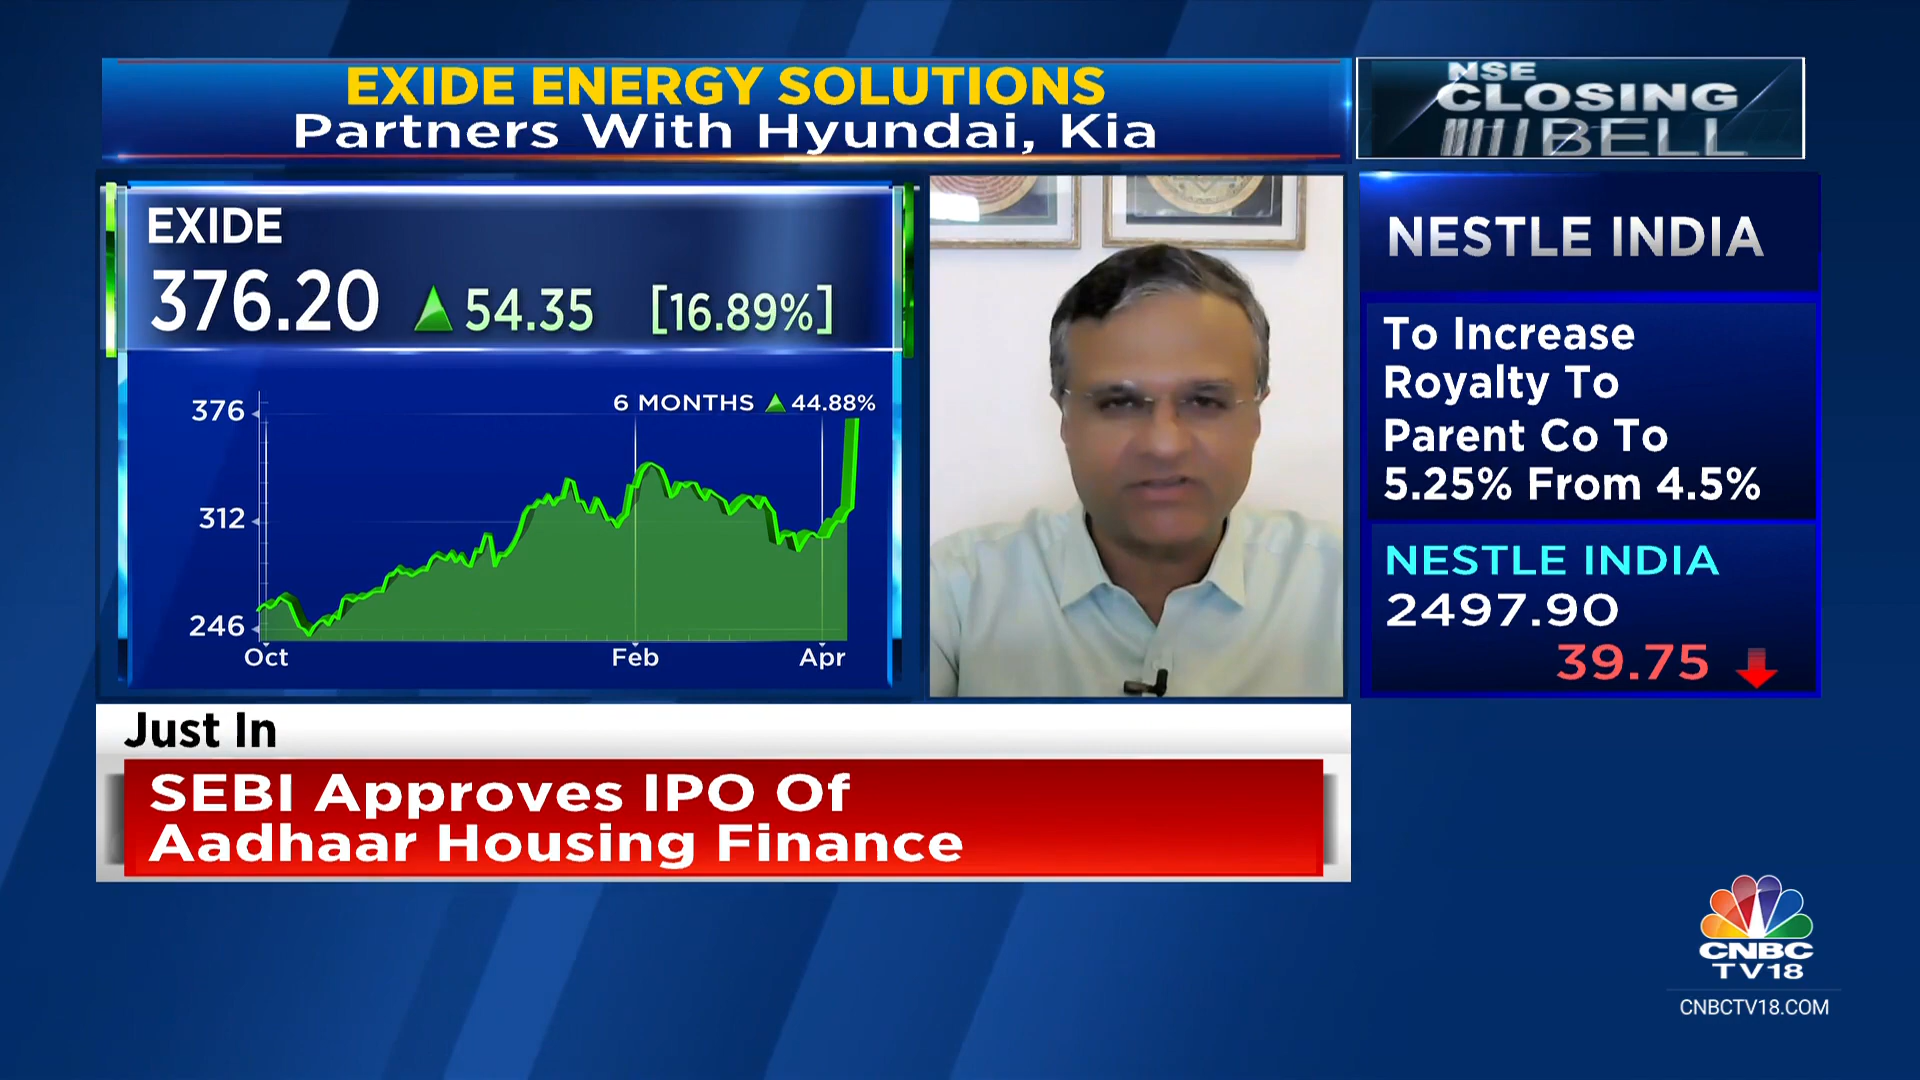 EXIDE ENERGY SOLUTIONS
Partners With Hyundai, Kia
NSE
CLOSING
BELL
EXIDE
376.20 ▲ 54.35 [16.89%]
6 MONTHS ▲ 44.88%
376
312
246
Oct Feb Apr
NESTLE INDIA
To Increase
Royalty To
Parent Co To
5.25% From 4.5%
NESTLE INDIA
2497.90
39.75
Just In
SEBI Approves IPO Of
Aadhaar Housing Finance
CNBC
TV18
CNBCTV18.COM